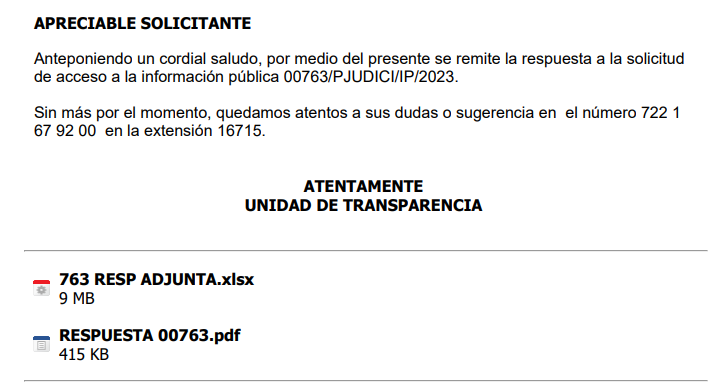 APRECIABLE SOLICITANTE
Anteponiendo un cordial saludo, por medio del presente se remite la respuesta a la solicitud
de acceso a la información pública 00763/PJUDICI/IP/2023.
Sin más por el momento, quedamos atentos a sus dudas o sugerencia en  el número 722 1
67 92 00  en la extensión 16715.
ATENTAMENTE
UNIDAD DE TRANSPARENCIA
763 RESP ADJUNTA.xlsx
9 MB
RESPUESTA 00763.pdf
415 KB